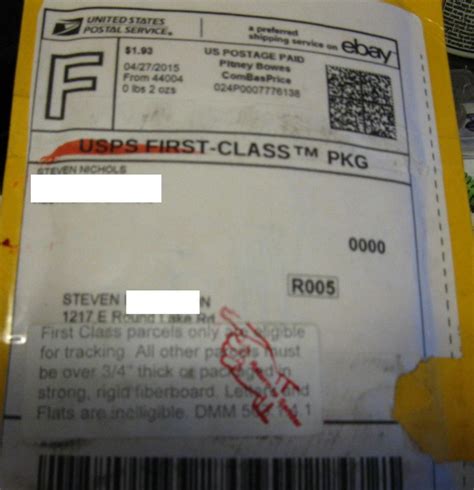 UNITED STATES
POSTAL SERVICE®
a preferred
shipping service on ebay
$1.93
US POSTAGE PAID
04/27/2015
Pitney Bowes
From 44004
ComBasPrice
0 lbs 2 ozs
024P0007776138
F
USPS FIRST-CLASS™ PKG
STEVEN NICHOLS
0000
R005
STEVEN N
1217 E Round Lake Rd
First Class parcels only are eligible
for tracking. All other parcels must
be over 3/4" thick or packaged in
strong, rigid fiberboard. Letters and
Flats are inelligible. DMM